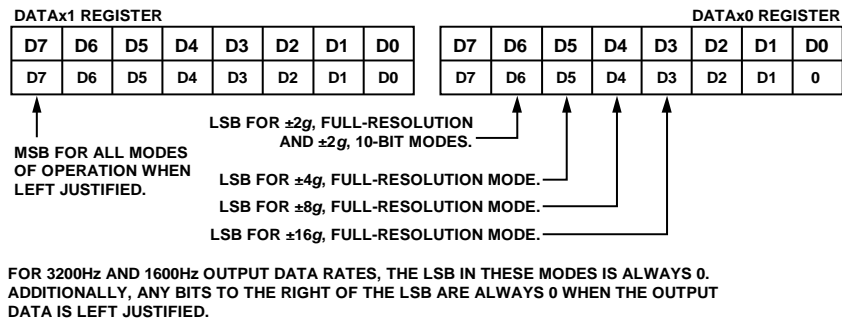 DATAx1 REGISTER DATAx0 REGISTER
D7 D6 D5 D4 D3 D2 D1 D0 D7 D6 D5 D4 D3 D2 D1 D0
D7 D6 D5 D4 D3 D2 D1 D0 D7 D6 D5 D4 D3 D2 D1 0
MSB FOR ALL MODES
OF OPERATION WHEN
LEFT JUSTIFIED.
LSB FOR ±2g, FULL-RESOLUTION
AND ±2g, 10-BIT MODES.
LSB FOR ±4g, FULL-RESOLUTION MODE.
LSB FOR ±8g, FULL-RESOLUTION MODE.
LSB FOR ±16g, FULL-RESOLUTION MODE.
FOR 3200Hz AND 1600Hz OUTPUT DATA RATES, THE LSB IN THESE MODES IS ALWAYS 0.
ADDITIONALLY, ANY BITS TO THE RIGHT OF THE LSB ARE ALWAYS 0 WHEN THE OUTPUT
DATA IS LEFT JUSTIFIED.